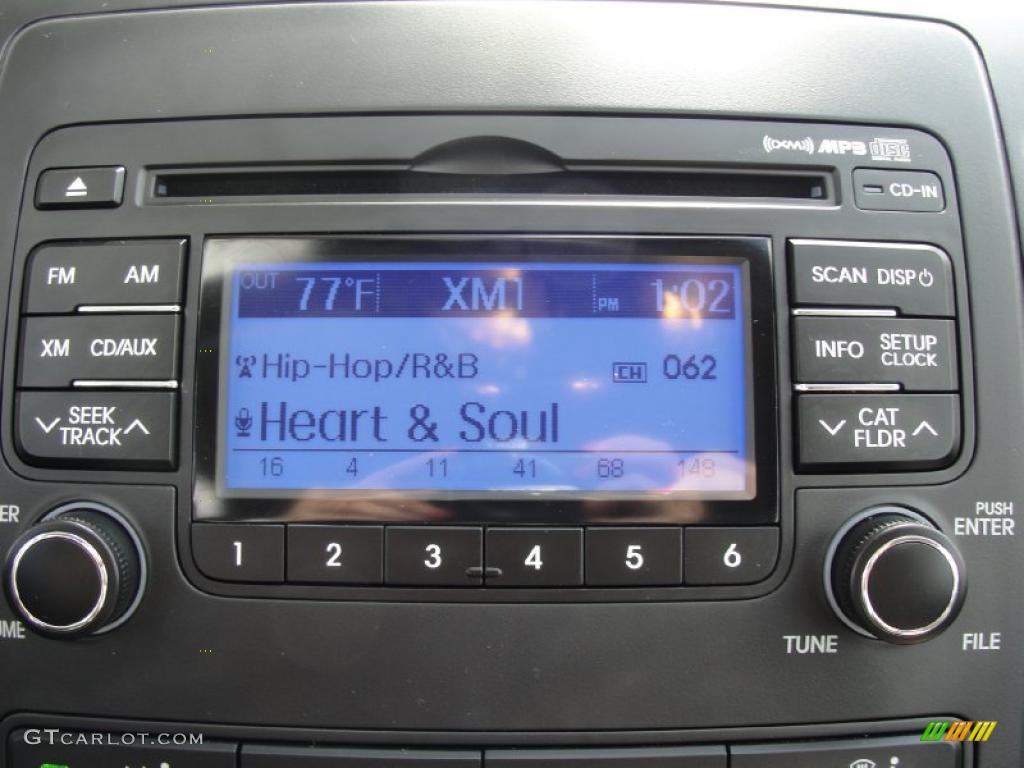 XM MP3 disc
CD-IN
FM AM
OUT 77°F XM1 PM 1:02
SCAN DISP
XM CD/AUX
Hip-Hop/R&B CH 062
INFO SETUP CLOCK
SEEK TRACK
Heart & Soul
CAT FLDR
16 4 11 41 68 148
1 2 3 4 5 6
PUSH
ENTER
TUNE FILE
GTCARLOT.COM